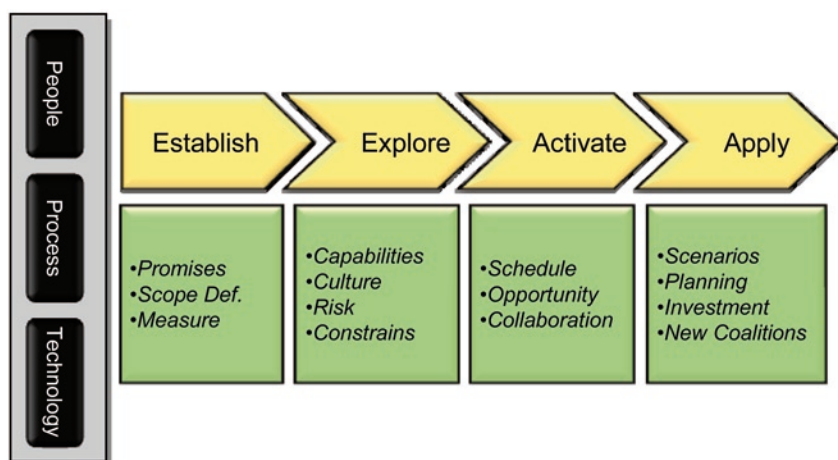 People
Process
Technology
Establish
Explore
Activate
Apply
•Promises
•Scope Def.
•Measure
•Capabilities
•Culture
•Risk
•Constrains
•Schedule
•Opportunity
•Collaboration
•Scenarios
•Planning
•Investment
•New Coalitions